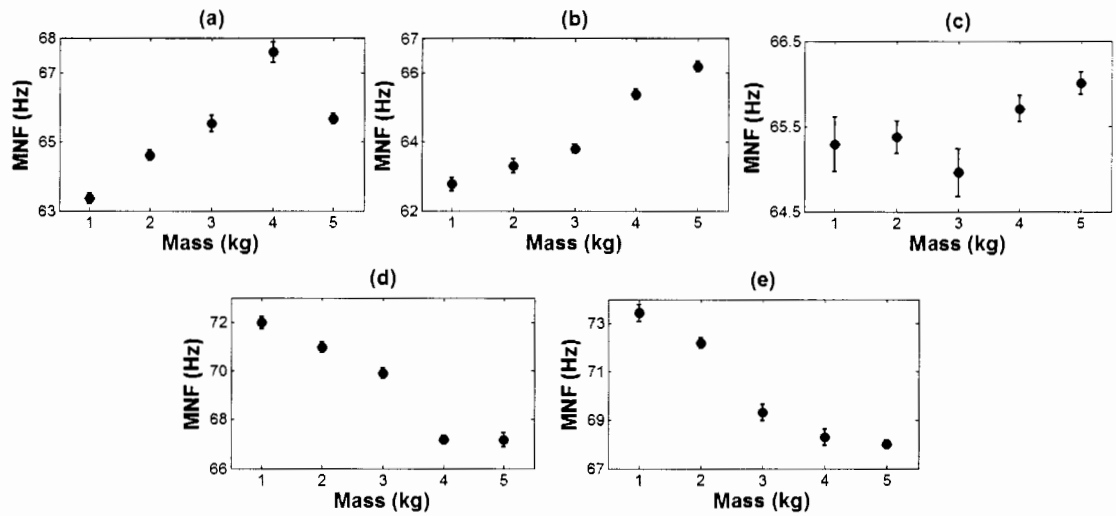 (a)
MNF (Hz)
68
67
65
63
1 2 3 4 5
Mass (kg)
(b)
MNF (Hz)
67
66
64
62
1 2 3 4 5
Mass (kg)
(c)
MNF (Hz)
66.5
65.5
64.5
1 2 3 4 5
Mass (kg)
(d)
MNF (Hz)
72
70
68
66
1 2 3 4 5
Mass (kg)
(e)
MNF (Hz)
73
71
69
67
1 2 3 4 5
Mass (kg)